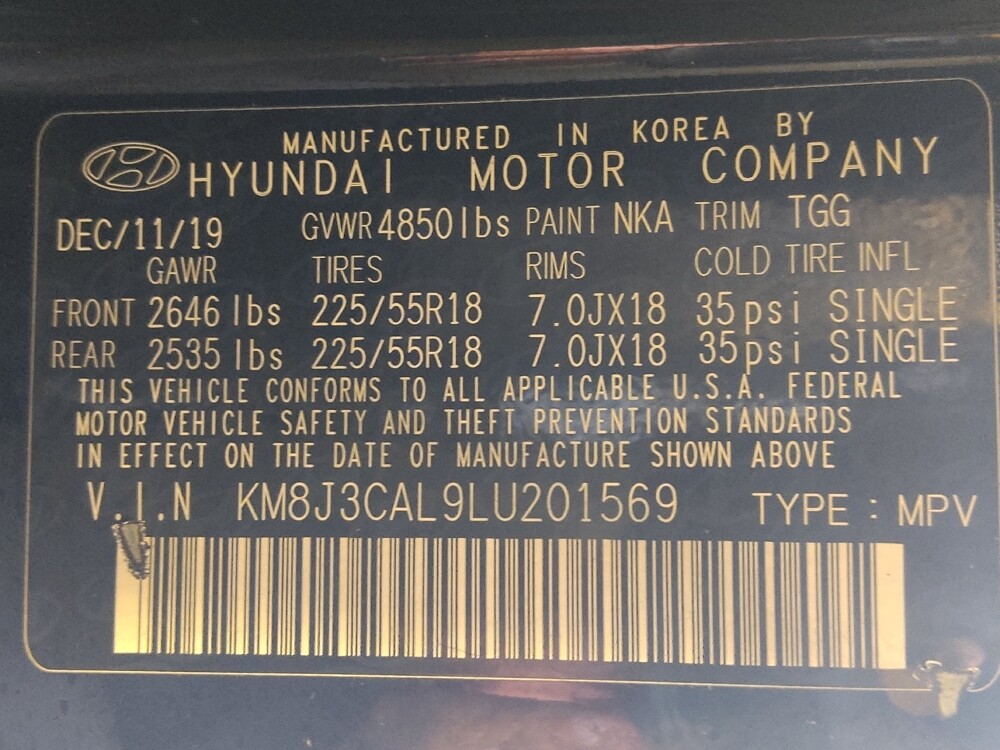 MANUFACTURED IN KOREA BY
HYUNDAI MOTOR COMPANY
DEC/11/19 GVWR 4850lbs PAINT NKA TRIM TGG
GAWR TIRES RIMS COLD TIRE INFL
FRONT 2646 lbs 225/55R18 7.0JX18 35psi SINGLE
REAR 2535 lbs 225/55R18 7.0JX18 35psi SINGLE
THIS VEHICLE CONFORMS TO ALL APPLICABLE U.S.A. FEDERAL
MOTOR VEHICLE SAFETY AND THEFT PREVENTION STANDARDS
IN EFFECT ON THE DATE OF MANUFACTURE SHOWN ABOVE
V.I.N KM8J3CAL9LU201569 TYPE : MPV